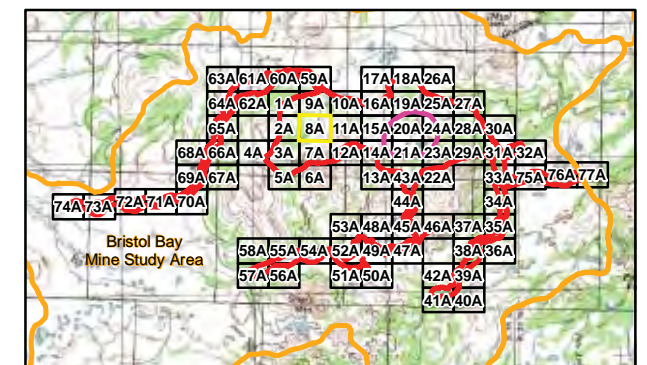 63A 61A 60A 59A 17A 18A 26A
64A 62A 1A 9A 10A 16A 19A 25A 27A
65A 2A 8A 11A 15A 20A 24A 28A 30A
68A 66A 4A 3A 7A 12A 14A 21A 23A 29A 31A 32A
69A 67A 5A 6A 13A 43A 22A 33A 75A 76A 77A
74A 73A 72A 71A 70A 44A 34A
53A 48A 45A 46A 37A 35A
Bristol Bay
Mine Study Area
58A 55A 54A 52A 49A 47A 38A 36A
57A 56A 51A 50A 42A 39A
41A 40A